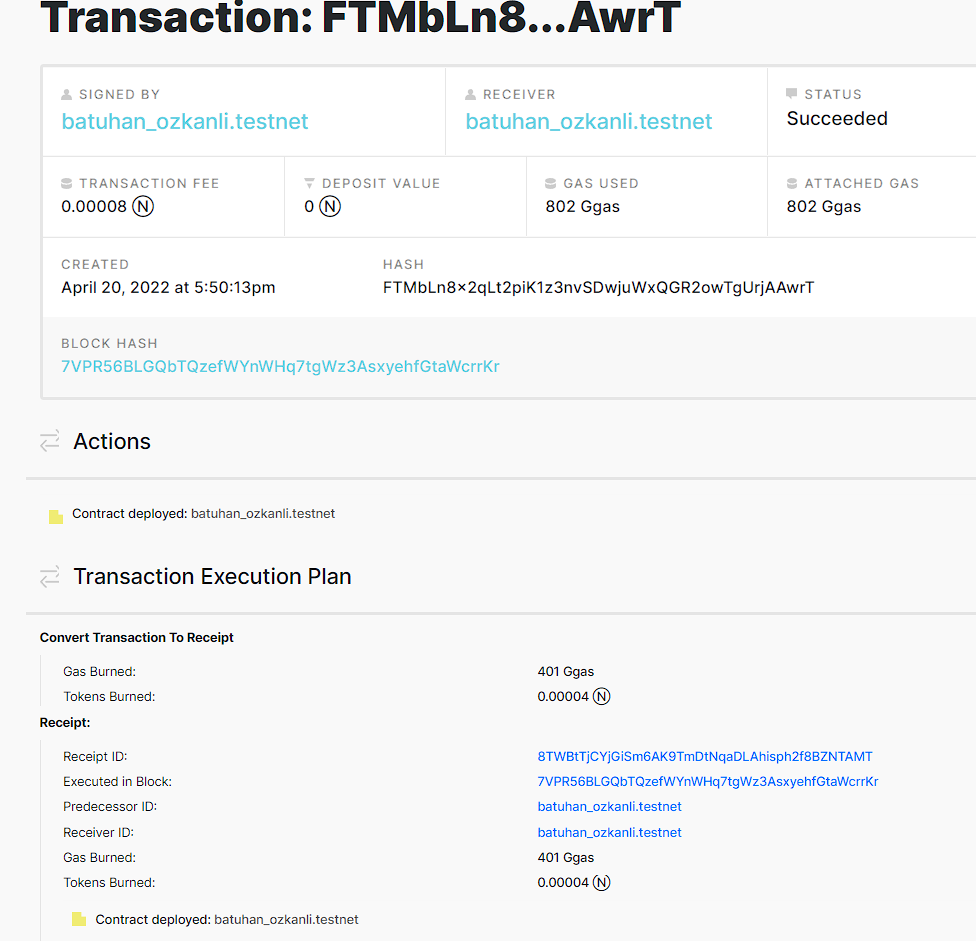 Transaction: FTMbLn8...AwrT
SIGNED BY
batuhan_ozkanli.testnet
RECEIVER
batuhan_ozkanli.testnet
STATUS
Succeeded
TRANSACTION FEE
0.00008 Ⓝ
DEPOSIT VALUE
0 Ⓝ
GAS USED
802 Ggas
ATTACHED GAS
802 Ggas
CREATED
April 20, 2022 at 5:50:13pm
HASH
FTMbLn8×2qLt2piK1z3nvSDwjuWxQGR2owTgUrjAAwrT
BLOCK HASH
7VPR56BLGQbTQzefWYnWHq7tgWz3AsxyehfGtaWcrrKr
Actions
Contract deployed: batuhan_ozkanli.testnet
Transaction Execution Plan
Convert Transaction To Receipt
Gas Burned: 401 Ggas
Tokens Burned: 0.00004 Ⓝ
Receipt:
Receipt ID: 8TWBtTjCYjGiSm6AK9TmDtNqaDLAhisph2f8BZNTAMT
Executed in Block: 7VPR56BLGQbTQzefWYnWHq7tgWz3AsxyehfGtaWcrrKr
Predecessor ID: batuhan_ozkanli.testnet
Receiver ID: batuhan_ozkanli.testnet
Gas Burned: 401 Ggas
Tokens Burned: 0.00004 Ⓝ
Contract deployed: batuhan_ozkanli.testnet